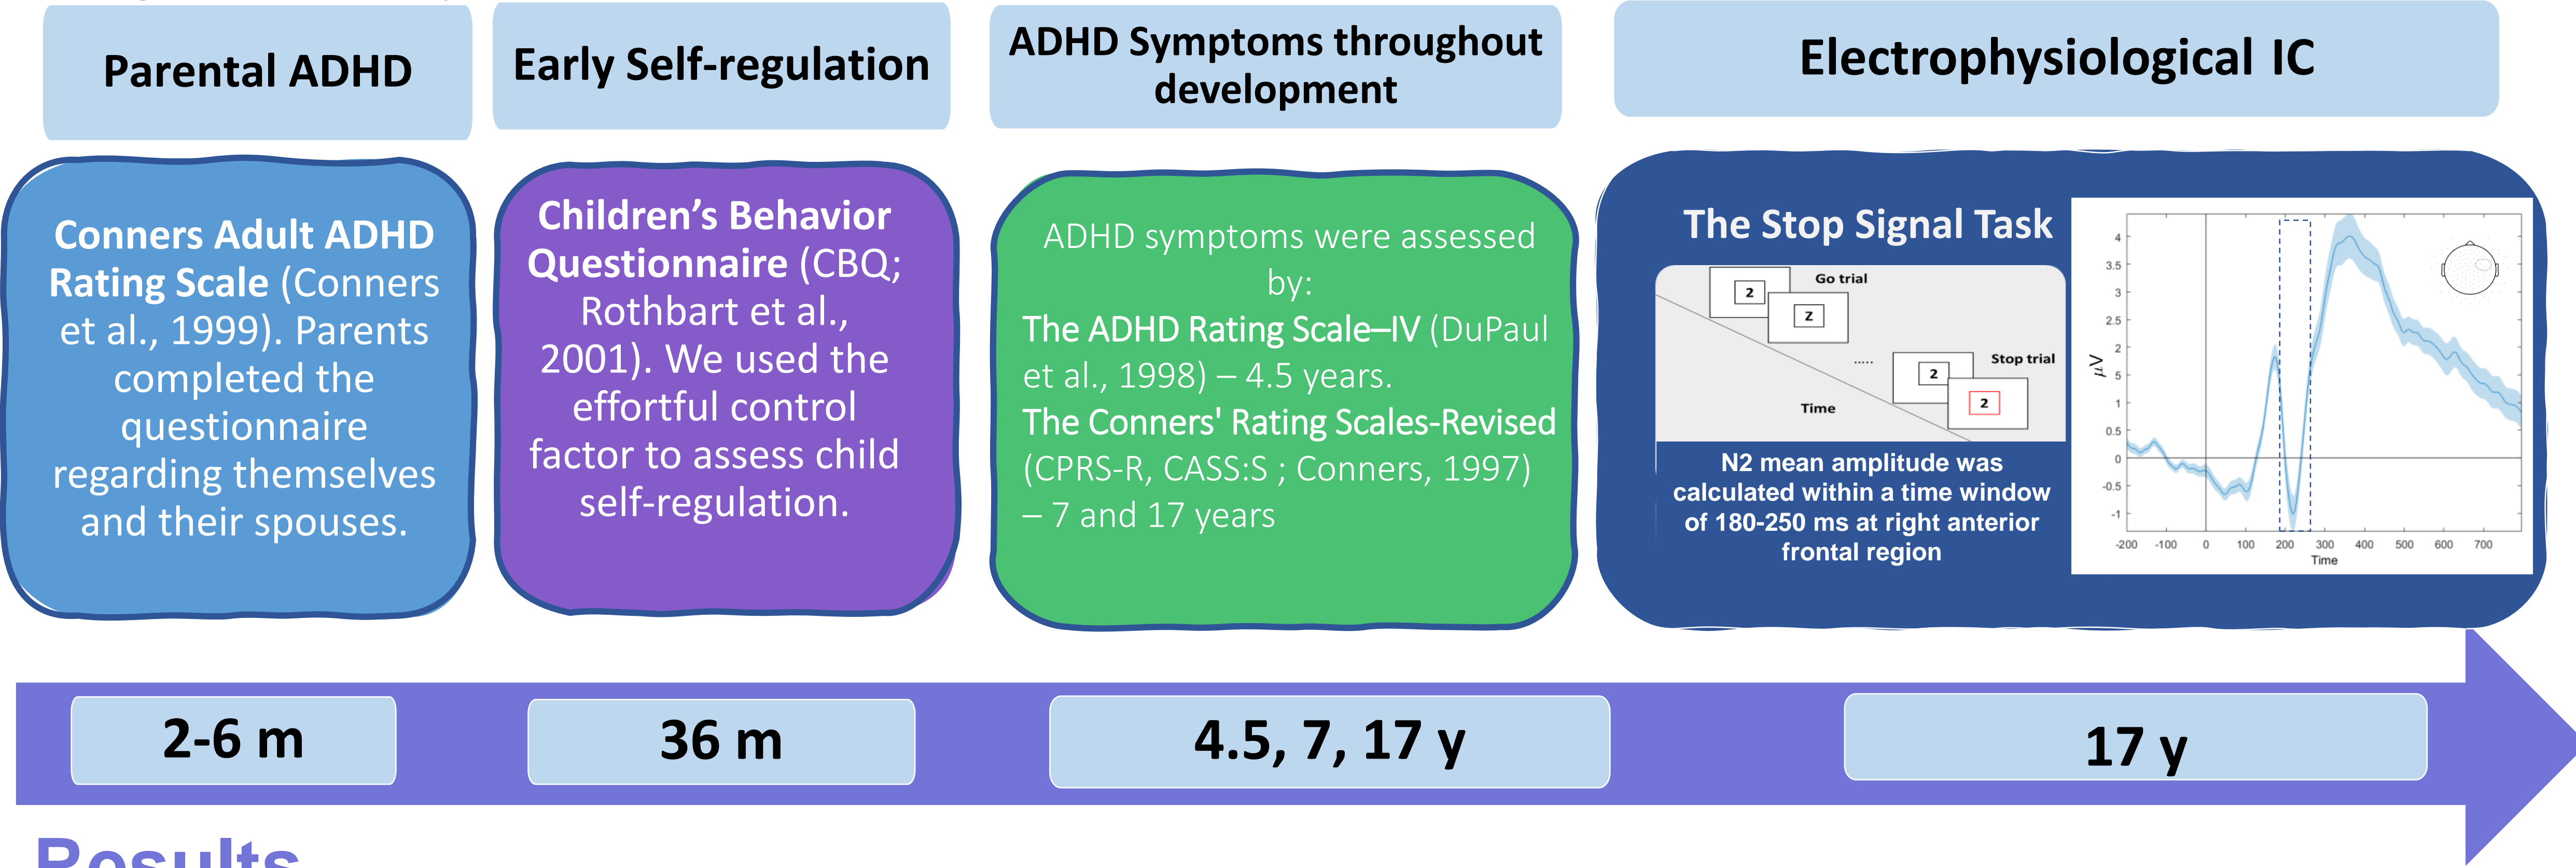 Parental ADHD
Early Self-regulation
ADHD Symptoms throughout
development
Electrophysiological IC
Conners Adult ADHD
Rating Scale (Conners
et al., 1999). Parents
completed the
questionnaire
regarding themselves
and their spouses.
Children’s Behavior
Questionnaire (CBQ;
Rothbart et al.,
2001). We used the
effortful control
factor to assess child
self-regulation.
ADHD symptoms were assessed
by:
The ADHD Rating Scale–IV (DuPaul
et al., 1998) – 4.5 years.
The Conners' Rating Scales-Revised
(CPRS-R, CASS:S ; Conners, 1997)
– 7 and 17 years
The Stop Signal Task
Go trial
2
Z
.....
Stop trial
2
2
Time
N2 mean amplitude was
calculated within a time window
of 180-250 ms at right anterior
frontal region
4
3.5
3
2.5
2
5
1
0.5
0
-0.5
-1
µV
-200 -100 0 100 200 300 400 500 600 700
Time
2-6 m
36 m
4.5, 7, 17 y
17 y
Results